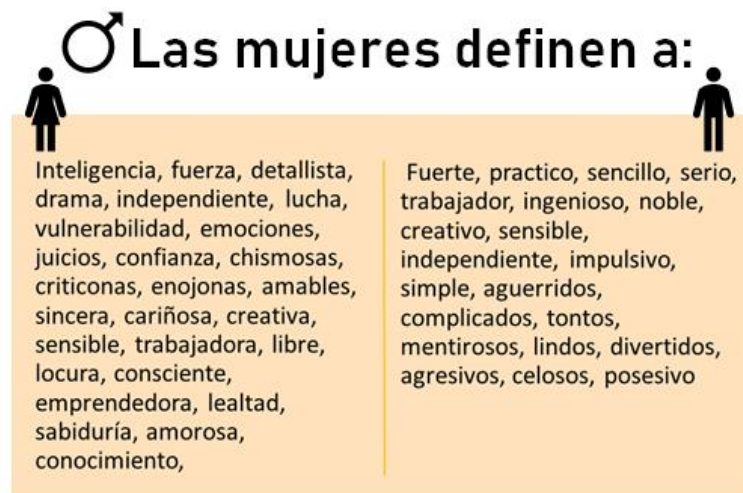 Las mujeres definen a:
Inteligencia, fuerza, detallista,
drama, independiente, lucha,
vulnerabilidad, emociones,
juicios, confianza, chismosas,
criticonas, enojonas, amables,
sincera, cariñosa, creativa,
sensible, trabajadora, libre,
locura, consciente,
emprendedora, lealtad,
sabiduría, amorosa,
conocimiento,
Fuerte, practico, sencillo, serio,
trabajador, ingenioso, noble,
creativo, sensible,
independiente, impulsivo,
simple, aguerridos,
complicados, tontos,
mentirosos, lindos, divertidos,
agresivos, celosos, posesivo